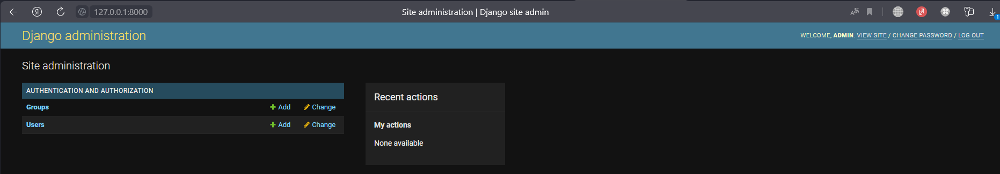 127.0.0.1:8000
Site administration | Django site admin
1
Django administration
WELCOME, ADMIN. VIEW SITE / CHANGE PASSWORD / LOG OUT
Site administration
AUTHENTICATION AND AUTHORIZATION
Groups Add Change
Users Add Change
Recent actions
My actions
None available